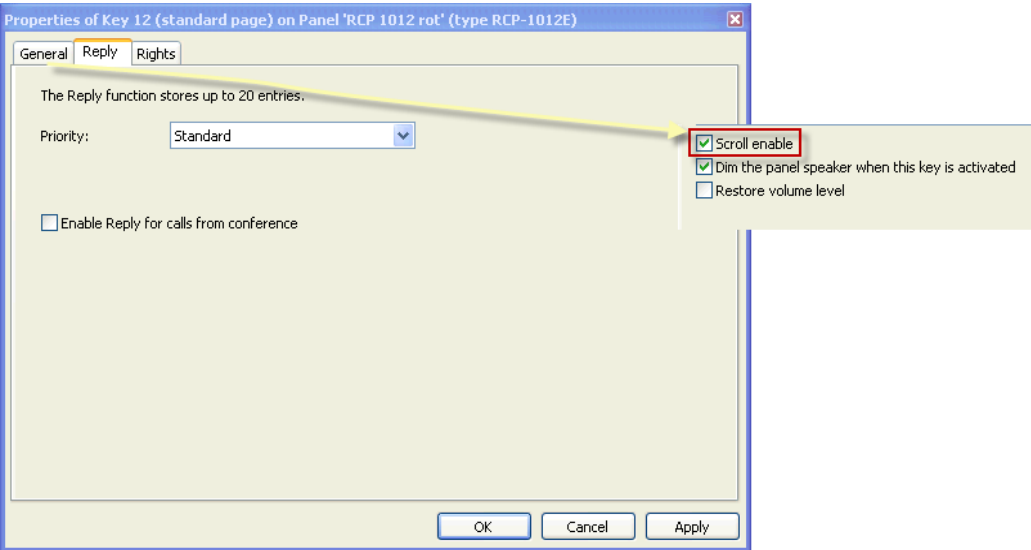 Properties of Key 12 (standard page) on Panel 'RCP 1012 rot' (type RCP-1012E)
General Reply Rights
The Reply function stores up to 20 entries.
Priority: Standard
Scroll enable
Dim the panel speaker when this key is activated
Restore volume level
Enable Reply for calls from conference
OK Cancel Apply